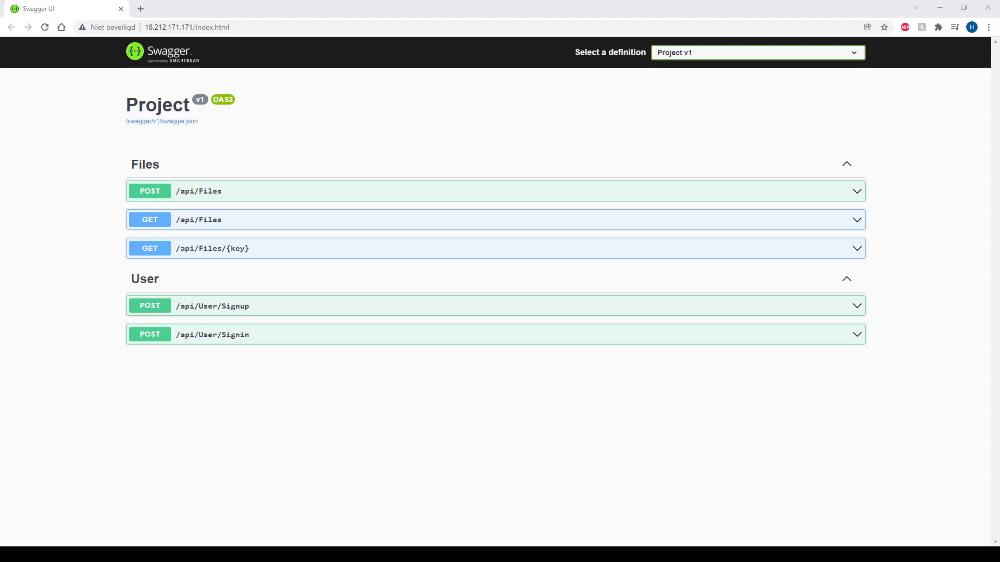 Swagger UI
Niet beveiligd 18.212.171.171/index.html
ABP
H
{···} Swagger
Supported by SMARTBEAR
Select a definition
Project v1
Project v1 OAS3
/swagger/v1/swagger.json
Files
POST /api/Files
GET /api/Files
GET /api/Files/{key}
User
POST /api/User/Signup
POST /api/User/Signin